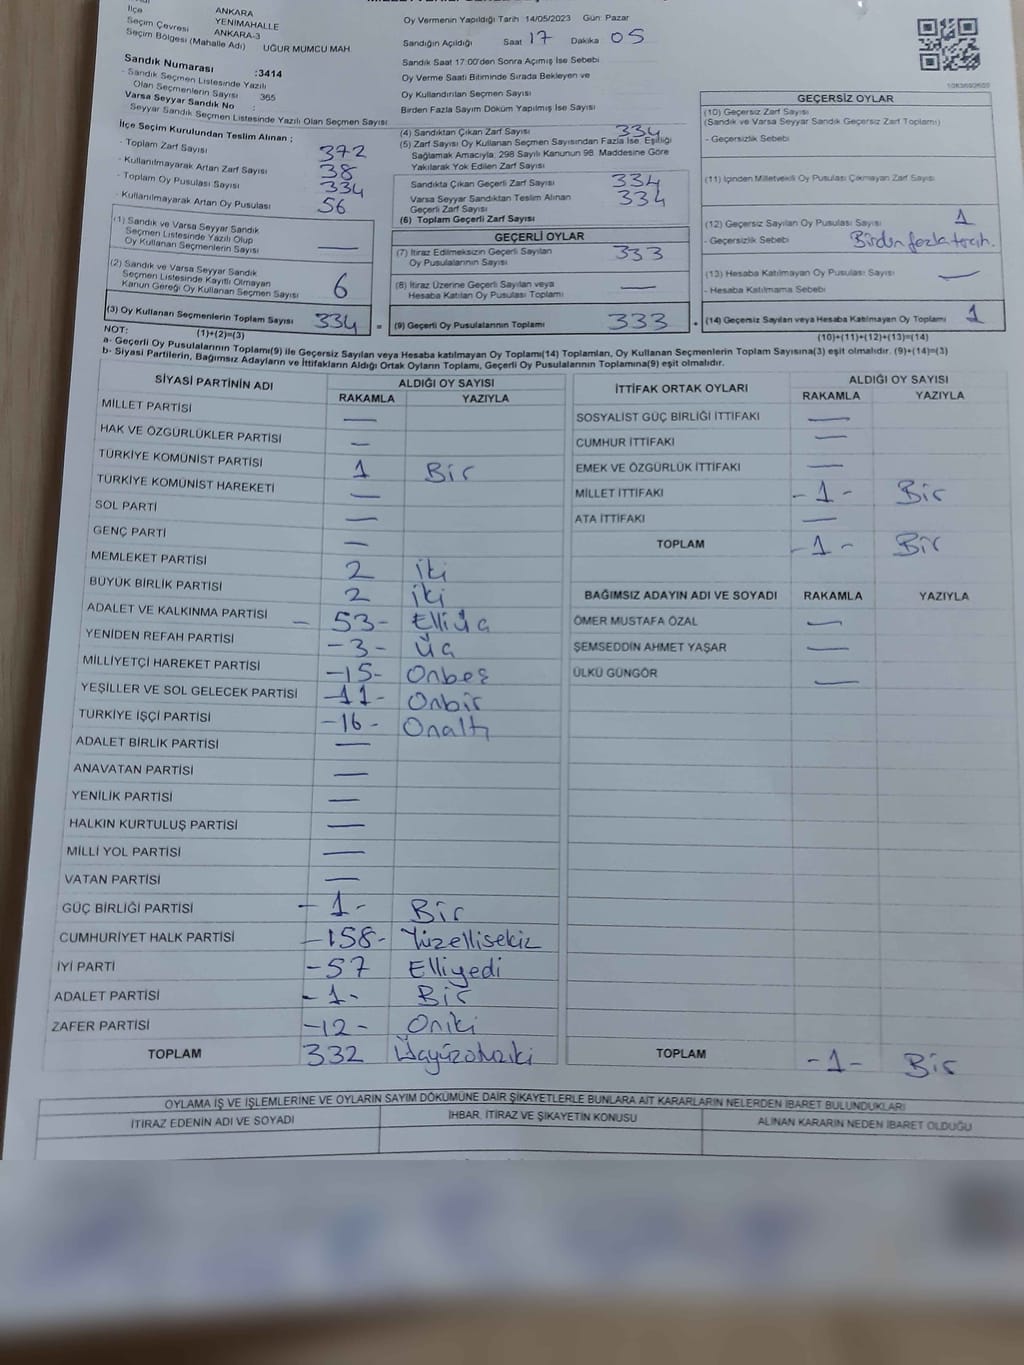 İlçe ANKARA
Seçim Çevresi YENİMAHALLE
Seçim Bölgesi (Mahalle Adı) ANKARA-3
UĞUR MUMCU MAH.
Sandık Numarası :3414
- Sandık Seçmen Listesinde Yazılı
Olan Seçmenlerin Sayısı 365
Varsa Seyyar Sandık No :
Seyyar Sandık Seçmen Listesinde Yazılı Olan Seçmen Sayısı
İlçe Seçim Kurulundan Teslim Alınan ;
- Toplam Zarf Sayısı 372
- Kullanılmayarak Artan Zarf Sayısı 38
- Toplam Oy Pusulası Sayısı 334
- Kullanılmayarak Artan Oy Pusulası 56
(1) Sandık ve Varsa Seyyar Sandık
Seçmen Listesinde Yazılı Olup
Oy Kullanan Seçmenlerin Sayısı —
(2) Sandık ve Varsa Seyyar Sandık
Seçmen Listesinde Kayıtlı Olmayan
Kanun Gereği Oy Kullanan Seçmen Sayısı 6
(3) Oy Kullanan Seçmenlerin Toplam Sayısı 334
(1)+(2)=(3)
Oy Vermenin Yapıldığı Tarih 14/05/2023 Gün: Pazar
Sandığın Açıldığı Saat 17 Dakika 05
Sandık Saat 17:00'den Sonra Açımış İse Sebebi
Oy Verme Saati Bitiminde Sırada Bekleyen ve
Oy Kullandırılan Seçmen Sayısı
Birden Fazla Sayım Döküm Yapılmış İse Sayısı
(4) Sandıktan Çıkan Zarf Sayısı 334
(5) Zarf Sayısı Oy Kullanan Seçmen Sayısından Fazla İse, Eşitliği
Sağlamak Amacıyla, 298 Sayılı Kanunun 98. Maddesine Göre
Yakılarak Yok Edilen Zarf Sayısı
Sandıkta Çıkan Geçerli Zarf Sayısı 334
Varsa Seyyar Sandıktan Teslim Alınan
Geçerli Zarf Sayısı 334
(6) Toplam Geçerli Zarf Sayısı
GEÇERLİ OYLAR
(7) İtiraz Edilmeksizin Geçerli Sayılan
Oy Pusulalarının Sayısı 333
(8) İtiraz Üzerine Geçerli Sayılan veya
Hesaba Katılan Oy Pusulası Toplamı —
= (9) Geçerli Oy Pusulalarının Toplamı 333
1083692609
GEÇERSİZ OYLAR
(10) Geçersiz Zarf Sayısı
(Sandık ve Varsa Seyyar Sandık Geçersiz Zarf Toplamı)
- Geçersizlik Sebebi
(11) İçinden Milletvekili Oy Pusulası Çıkmayan Zarf Sayısı
(12) Geçersiz Sayılan Oy Pusulası Sayısı 1
- Geçersizlik Sebebi Birden fazla tercih.
(13) Hesaba Katılmayan Oy Pusulası Sayısı —
- Hesaba Katılmama Sebebi
(14) Geçersiz Sayılan veya Hesaba Katılmayan Oy Toplamı 1
(10)+(11)+(12)+(13)=(14)
NOT:
a- Geçerli Oy Pusulalarının Toplamı(9) ile Geçersiz Sayılan veya Hesaba katılmayan Oy Toplamı(14) Toplamları, Oy Kullanan Seçmenlerin Toplam Sayısına(3) eşit olmalıdır. (9)+(14)=(3)
b- Siyasi Partilerin, Bağımsız Adayların ve İttifakların Aldığı Ortak Oyların Toplamı, Geçerli Oy Pusulalarının Toplamına(9) eşit olmalıdır.
SİYASİ PARTİNİN ADI ALDIĞI OY SAYISI
RAKAMLA YAZIYLA
MİLLET PARTİSİ —
HAK VE ÖZGÜRLÜKLER PARTİSİ —
TÜRKİYE KOMÜNİST PARTİSİ 1 Bir
TÜRKİYE KOMÜNİST HAREKETİ —
SOL PARTİ —
GENÇ PARTİ —
MEMLEKET PARTİSİ 2 İki
BÜYÜK BİRLİK PARTİSİ 2 İki
ADALET VE KALKINMA PARTİSİ - 53- Elliüç
YENİDEN REFAH PARTİSİ -3- Üç
MİLLİYETÇİ HAREKET PARTİSİ -15- Onbeş
YEŞİLLER VE SOL GELECEK PARTİSİ -11- Onbir
TÜRKİYE İŞÇİ PARTİSİ -16- Onaltı
ADALET BİRLİK PARTİSİ —
ANAVATAN PARTİSİ —
YENİLİK PARTİSİ —
HALKIN KURTULUŞ PARTİSİ —
MİLLİ YOL PARTİSİ —
VATAN PARTİSİ —
GÜÇ BİRLİĞİ PARTİSİ -1- Bir
CUMHURİYET HALK PARTİSİ -158- Yüzellisekiz
İYİ PARTİ -57 Elliyedi
ADALET PARTİSİ -1- Bir
ZAFER PARTİSİ -12- Oniki
TOPLAM 332 Üçyüzotuziki
İTTİFAK ORTAK OYLARI ALDIĞI OY SAYISI
RAKAMLA YAZIYLA
SOSYALİST GÜÇ BİRLİĞİ İTTİFAKI —
CUMHUR İTTİFAKI —
EMEK VE ÖZGÜRLÜK İTTİFAKI —
MİLLET İTTİFAKI -1- Bir
ATA İTTİFAKI —
TOPLAM -1- Bir
BAĞIMSIZ ADAYIN ADI VE SOYADI RAKAMLA YAZIYLA
ÖMER MUSTAFA ÖZAL —
ŞEMSEDDİN AHMET YAŞAR —
ÜLKÜ GÜNGÖR —
TOPLAM -1- Bir
OYLAMA İŞ VE İŞLEMLERİNE VE OYLARIN SAYIM DÖKÜMÜNE DAİR ŞİKAYETLERLE BUNLARA AİT KARARLARIN NELERDEN İBARET BULUNDUKLARI
İTİRAZ EDENİN ADI VE SOYADI İHBAR, İTİRAZ VE ŞİKAYETİN KONUSU ALINAN KARARIN NEDEN İBARET OLDUĞU